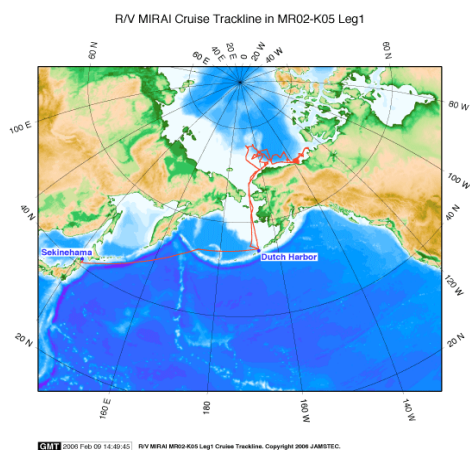 R/V MIRAI Cruise Trackline in MR02-K05 Leg1
60 N
60 E
40 E
20 E
0
20 W
40 W
60 N
100 E
80 W
100 W
40 N
40 N
Sekinehama
Dutch Harbor
20 N
20 N
160 E
180
160 W
140 W
GMT 2006 Feb 09 14:49:45 R/V MIRAI MR02-K05 Leg1 Cruise Trackline. Copyright 2006 JAMSTEC.